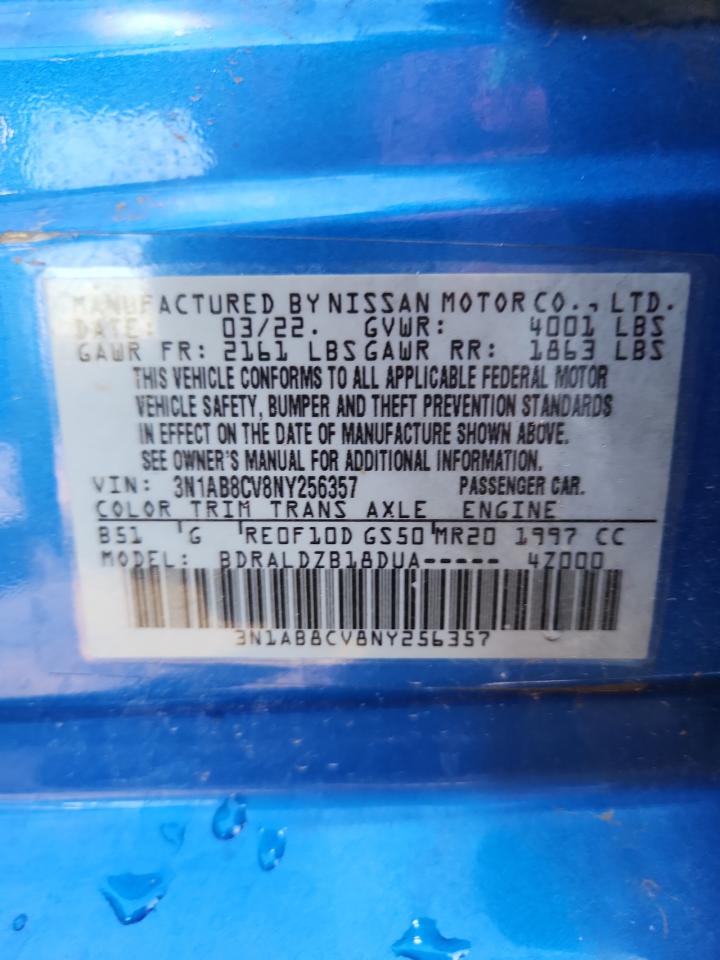 MANUFACTURED BY NISSAN MOTOR CO., LTD.
DATE: 03/22. GVWR: 4001 LBS
GAWR FR: 2161 LBS GAWR RR: 1863 LBS
THIS VEHICLE CONFORMS TO ALL APPLICABLE FEDERAL MOTOR
VEHICLE SAFETY, BUMPER AND THEFT PREVENTION STANDARDS
IN EFFECT ON THE DATE OF MANUFACTURE SHOWN ABOVE.
SEE OWNER'S MANUAL FOR ADDITIONAL INFORMATION.
VIN: 3N1AB8CV8NY256357 PASSENGER CAR.
COLOR TRIM TRANS AXLE ENGINE
B51 G RE0F10D GS50 MR20 1997 CC
MODEL: BDRALDZB18DUA----- 4Z000
3N1AB8CV8NY256357